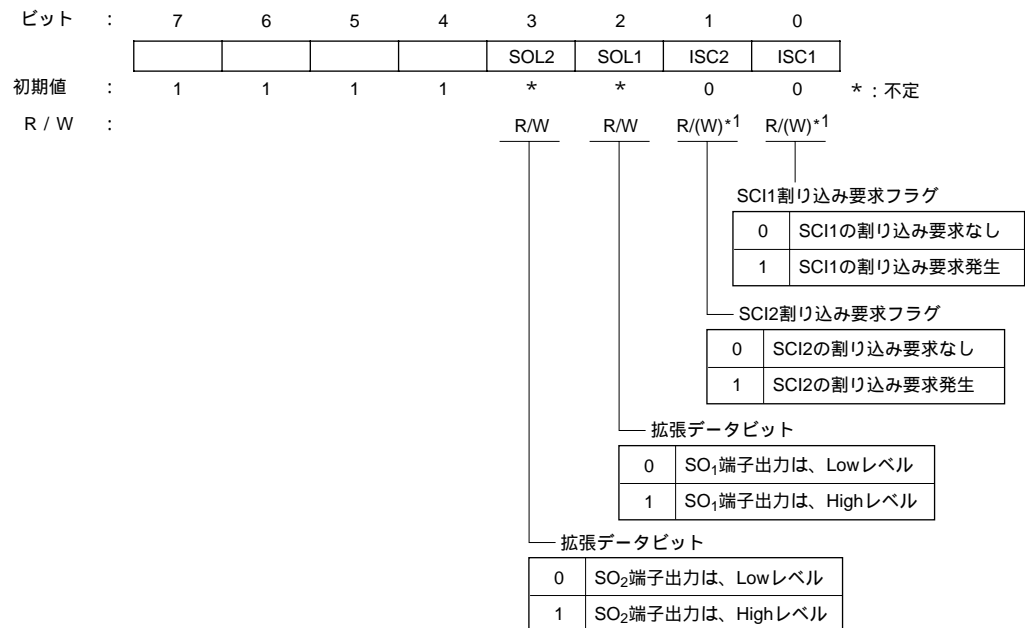 ビット : 7 6 5 4 3 2 1 0
SOL2 SOL1 ISC2 ISC1
初期値 : 1 1 1 1 * * 0 0 *:不定
R/W : R/W R/W R/(W)*1 R/(W)*1
SCI1割り込み要求フラグ
0 SCI1の割り込み要求なし
1 SCI1の割り込み要求発生
SCI2割り込み要求フラグ
0 SCI2の割り込み要求なし
1 SCI2の割り込み要求発生
拡張データビット
0 SO1端子出力は、Lowレベル
1 SO1端子出力は、Highレベル
拡張データビット
0 SO2端子出力は、Lowレベル
1 SO2端子出力は、Highレベル